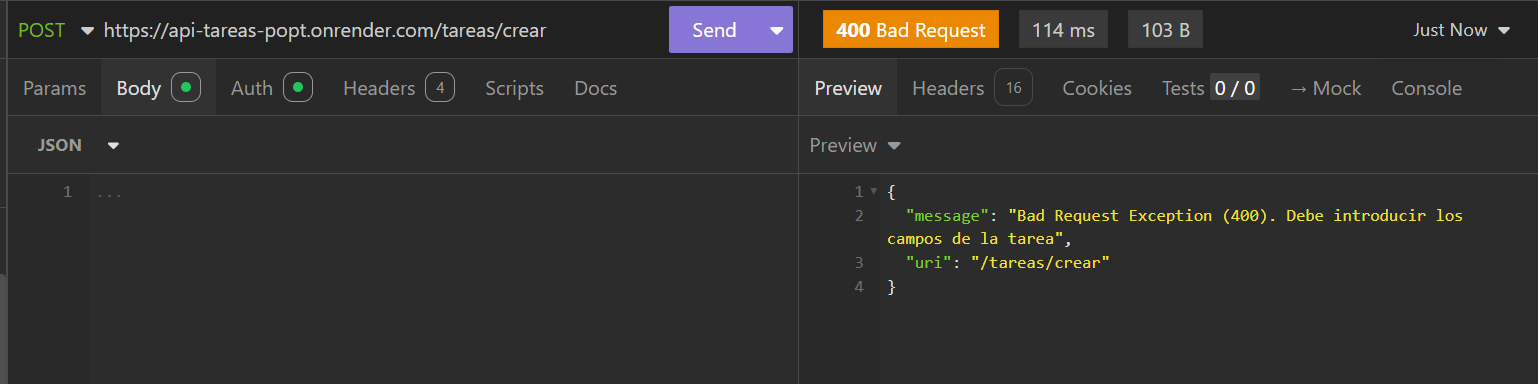 POST https://api-tareas-popt.onrender.com/tareas/crear Send 400 Bad Request 114 ms 103 B Just Now
Params Body Auth Headers 4 Scripts Docs Preview Headers 16 Cookies Tests 0 / 0 → Mock Console
JSON Preview
1 ... 1 {
2 "message": "Bad Request Exception (400). Debe introducir los
campos de la tarea",
3 "uri": "/tareas/crear"
4 }